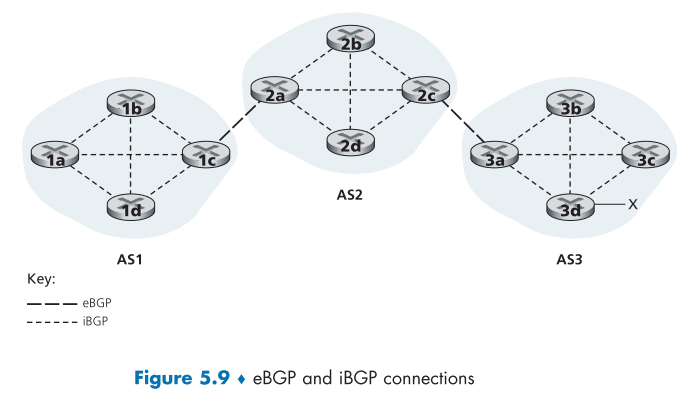 2b
2a
2c
2d
AS2
1b
1a
1c
1d
AS1
3b
3a
3c
3d
X
AS3
Key:
eBGP
iBGP
Figure 5.9 ♦ eBGP and iBGP connections